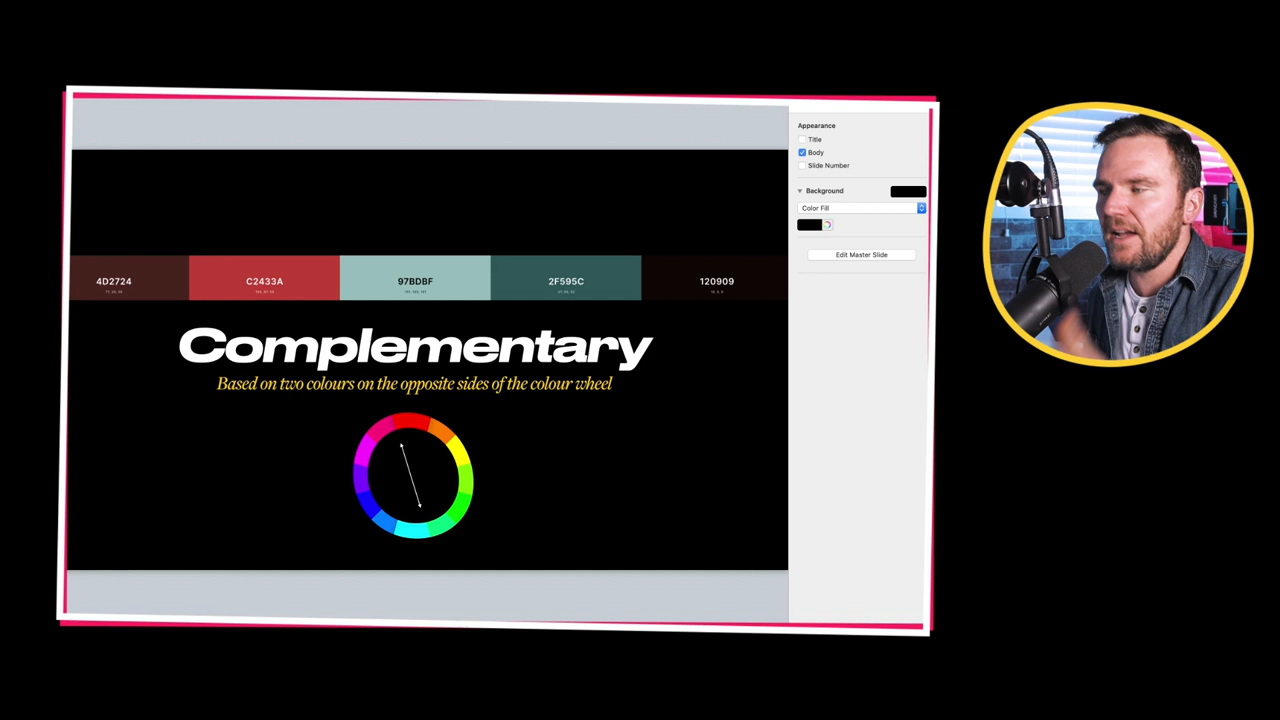 Appearance
Title
Body
Slide Number
Background
Color Fill
Edit Master Slide
4D2724
C2433A
97BDBF
2F595C
120909
Complementary
Based on two colours on the opposite sides of the colour wheel